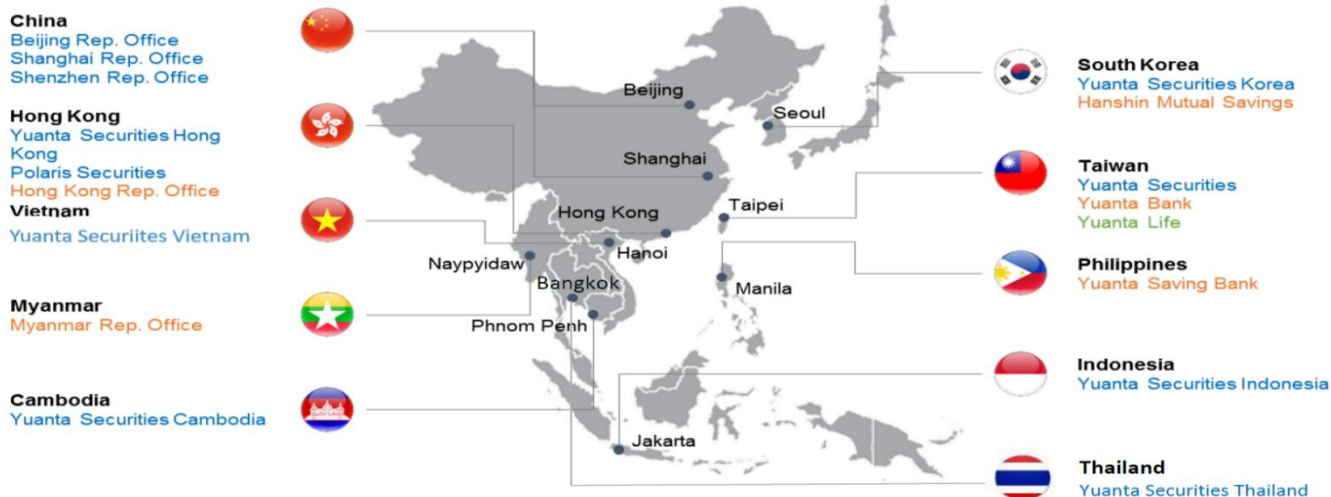 China
Beijing Rep. Office
Shanghai Rep. Office
Shenzhen Rep. Office
Hong Kong
Yuanta Securities Hong
Kong
Polaris Securities
Hong Kong Rep. Office
Vietnam
Yuanta Securiites Vietnam
Myanmar
Myanmar Rep. Office
Cambodia
Yuanta Securities Cambodia
Beijing
Seoul
Shanghai
Taipei
Hong Kong
Hanoi
Naypyidaw
Bangkok
Manila
Phnom Penh
Jakarta
South Korea
Yuanta Securities Korea
Hanshin Mutual Savings
Taiwan
Yuanta Securities
Yuanta Bank
Yuanta Life
Philippines
Yuanta Saving Bank
Indonesia
Yuanta Securities Indonesia
Thailand
Yuanta Securities Thailand